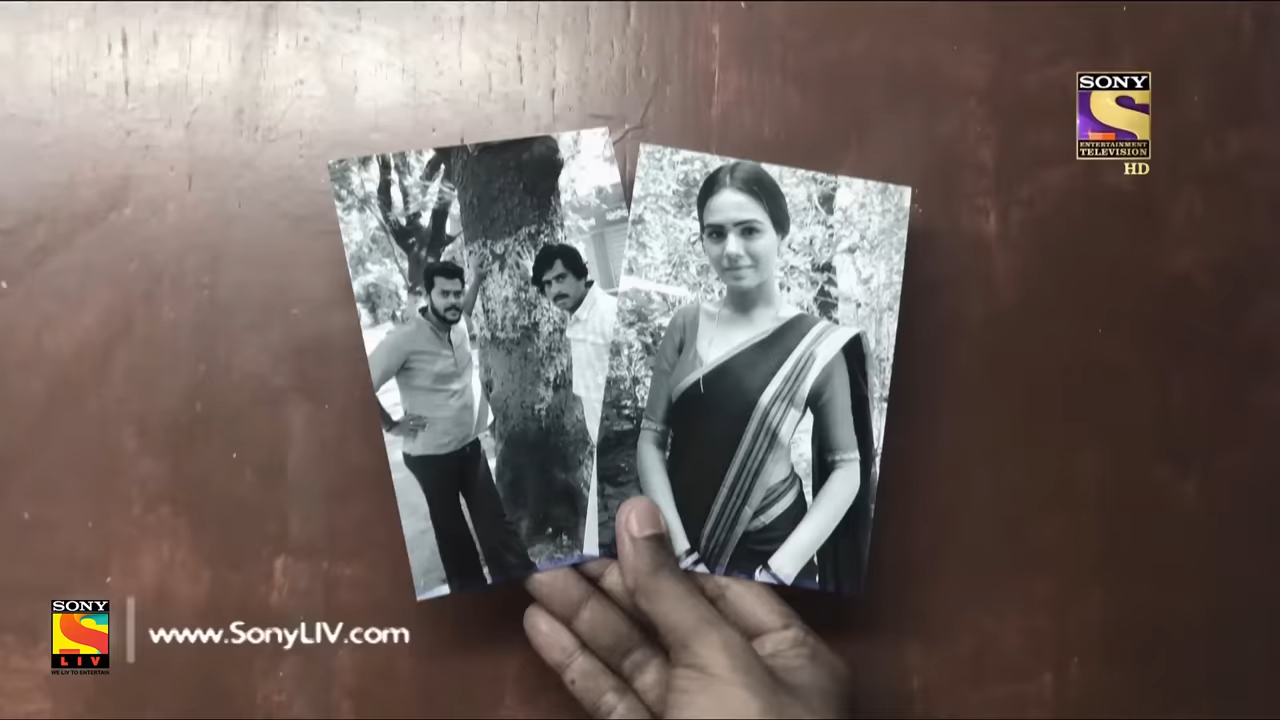 SONY
ENTERTAINMENT
TELEVISION
HD
SONY
LIV
WE LIV TO ENTERTAIN
www.SonyLIV.com